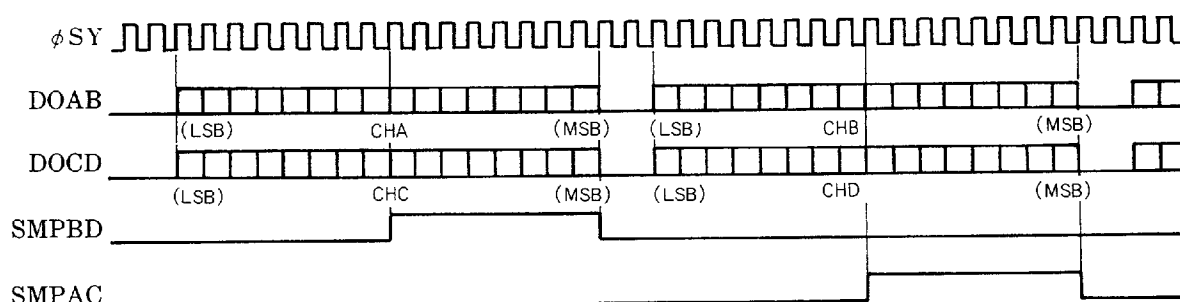 φSY
DOAB
(LSB) CHA (MSB) (LSB) CHB (MSB)
DOCD
(LSB) CHC (MSB) (LSB) CHD (MSB)
SMPBD
SMPAC